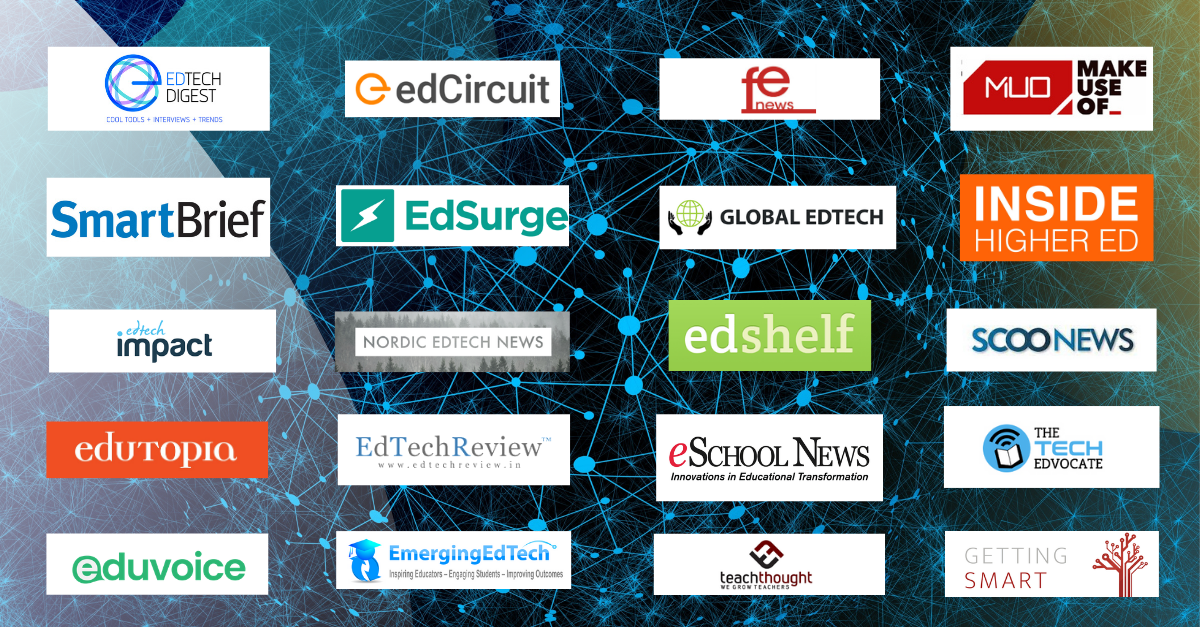 EDTECH
DIGEST
COOL TOOLS + INTERVIEWS + TRENDS
edCircuit
fe
news
MUO
MAKE
USE
OF_
SmartBrief
EdSurge
GLOBAL EDTECH
INSIDE
HIGHER ED
edtech
impact
NORDIC EDTECH NEWS
edshelf
SCOONEWS
edutopia
EdTechReview™
www.edtechreview.in
eSchool News
Innovations in Educational Transformation
THE
TECH
EDVOCATE
eduvoice
EmergingEdTech
Inspiring Educators – Engaging Students – Improving Outcomes
teachthought
WE GROW TEACHERS
GETTING
SMART